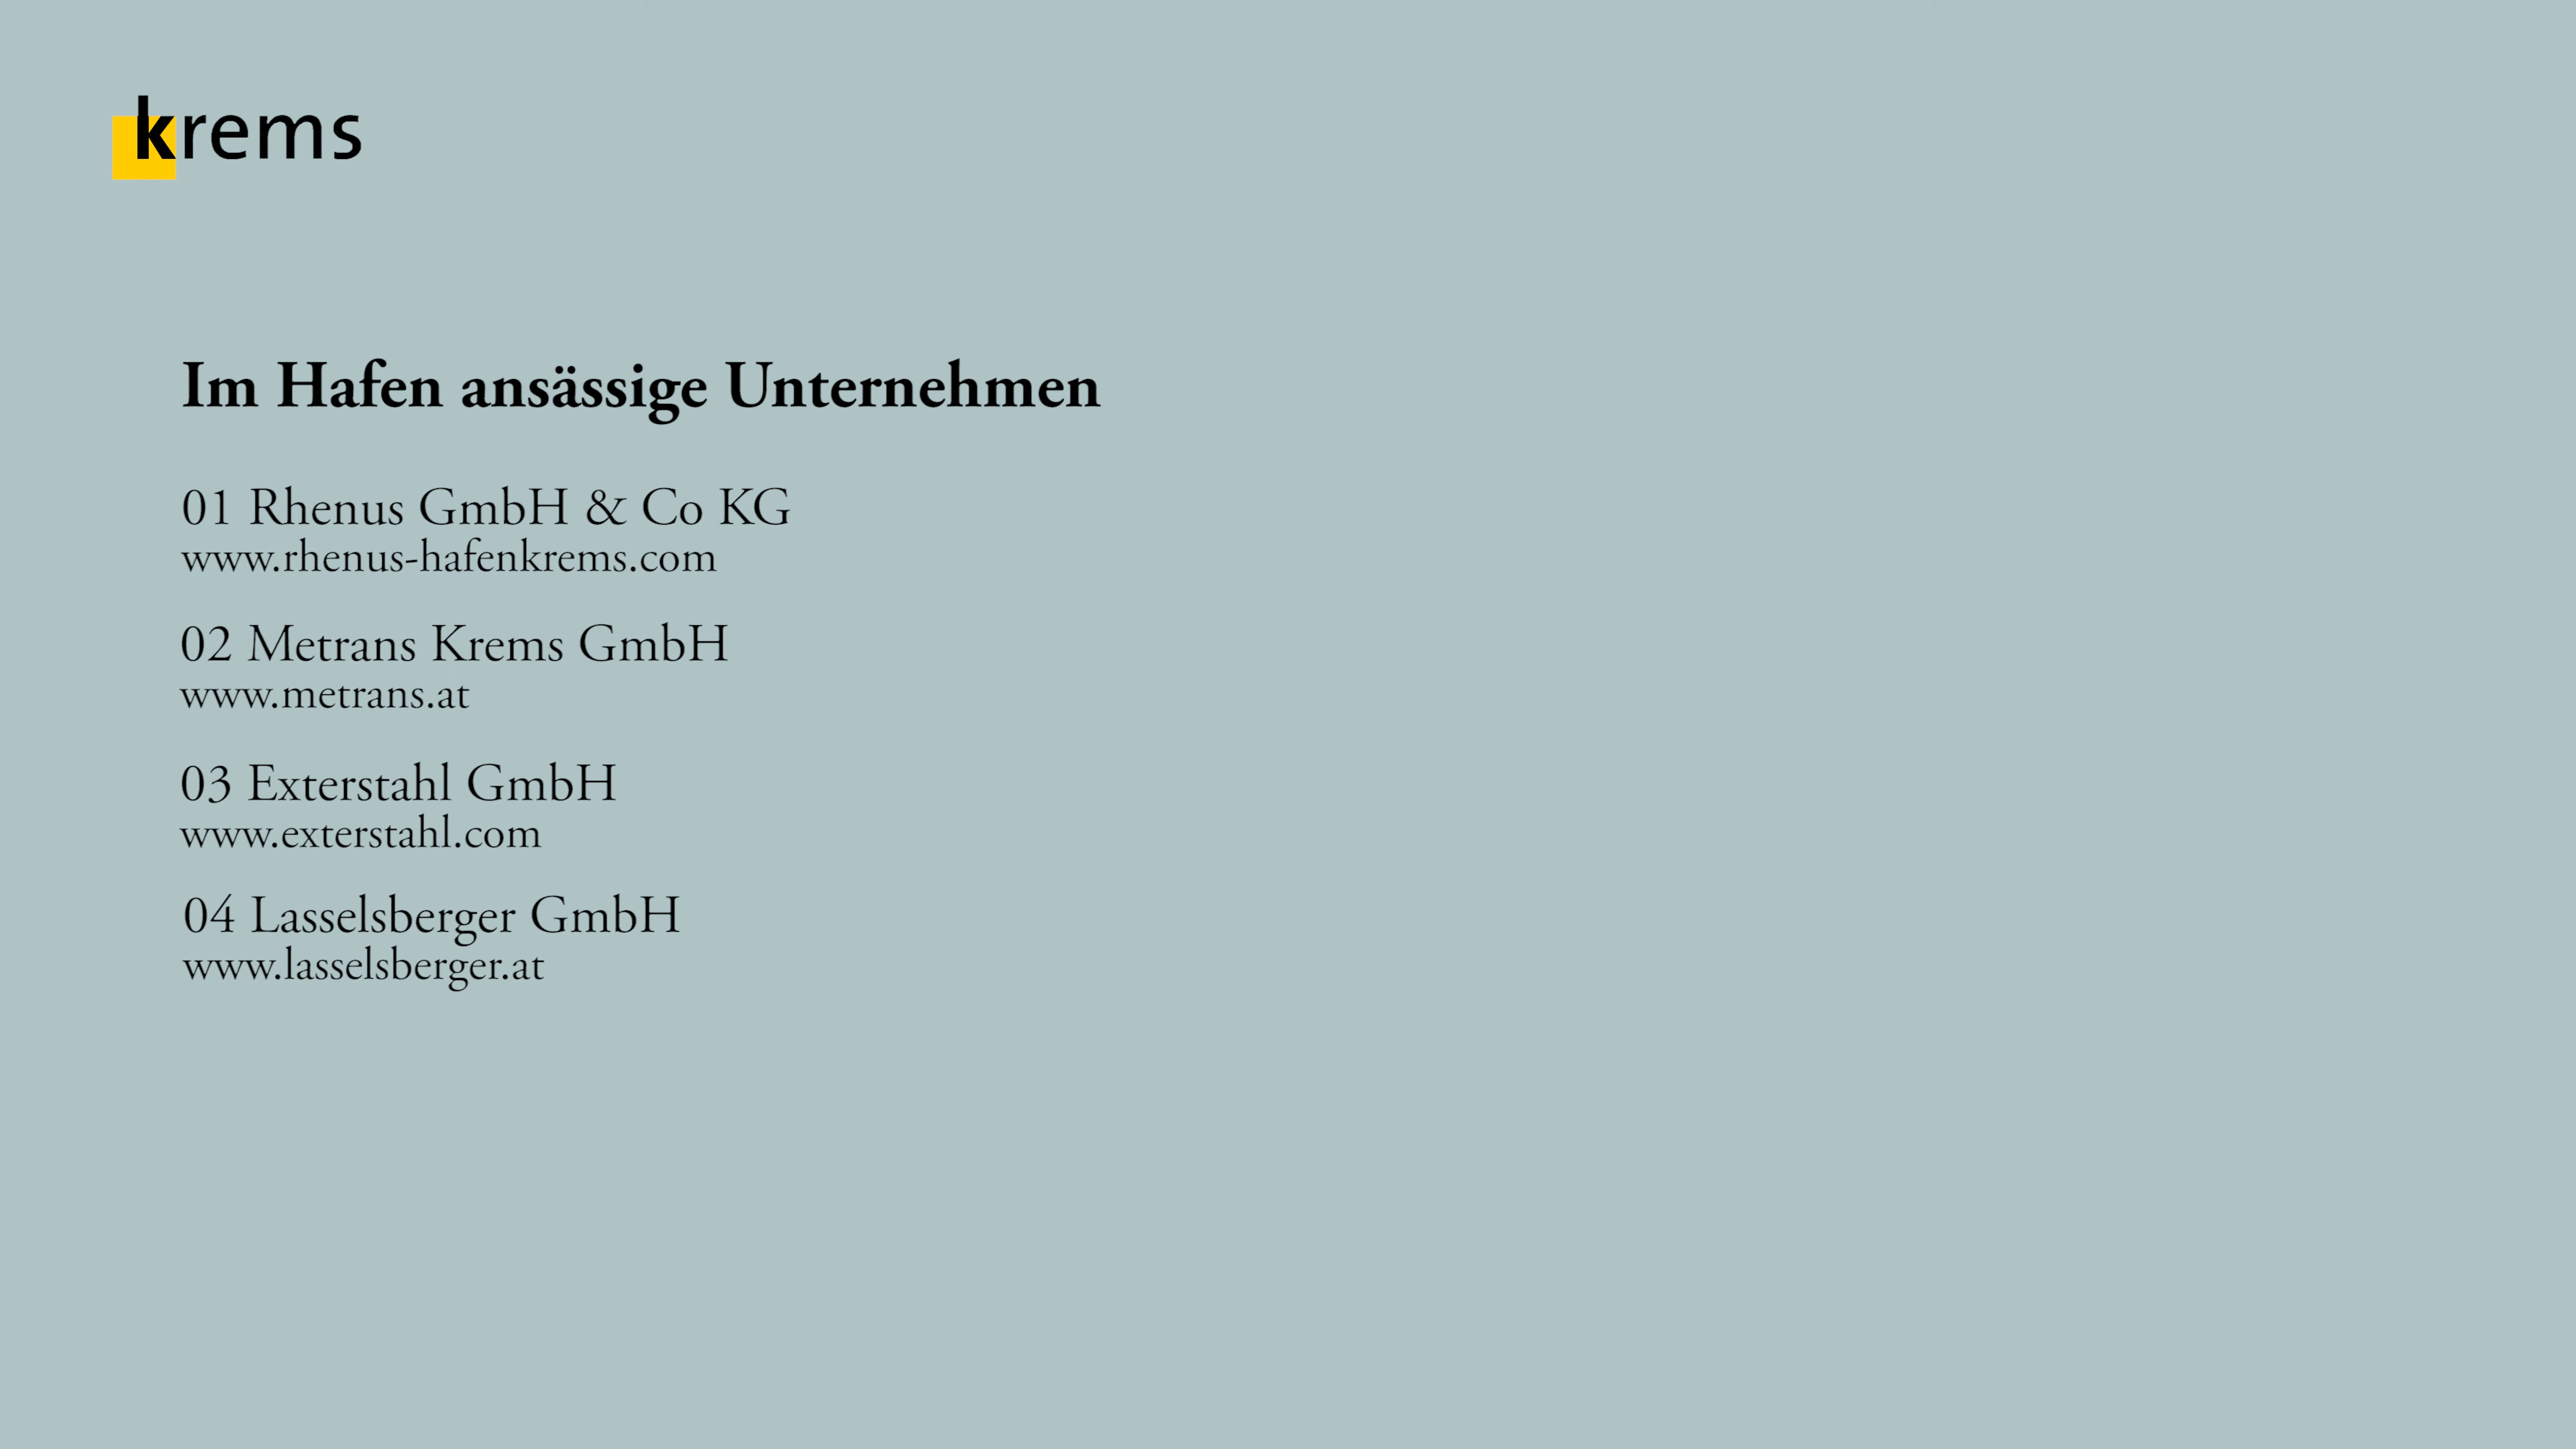 krems
Im Hafen ansässige Unternehmen
01 Rhenus GmbH & Co KG
www.rhenus-hafenkrems.com
02 Metrans Krems GmbH
www.metrans.at
03 Exterstahl GmbH
www.exterstahl.com
04 Lasselsberger GmbH
www.lasselsberger.at